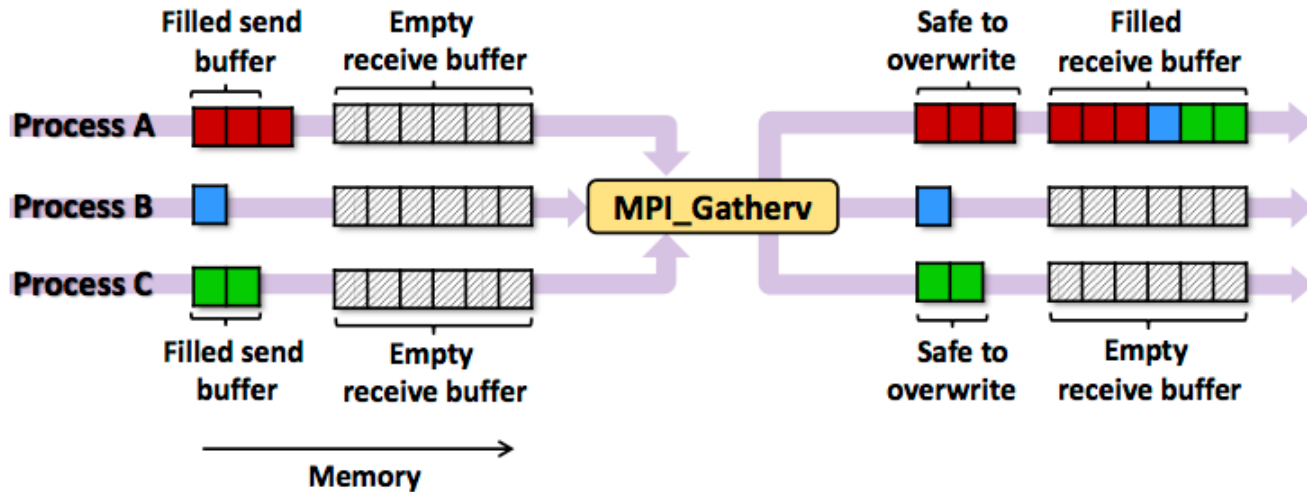 Filled send
buffer
Empty
receive buffer
Safe to
overwrite
Filled
receive buffer
Process A
Process B
MPI_Gatherv
Process C
Filled send
buffer
Empty
receive buffer
Safe to
overwrite
Empty
receive buffer
Memory